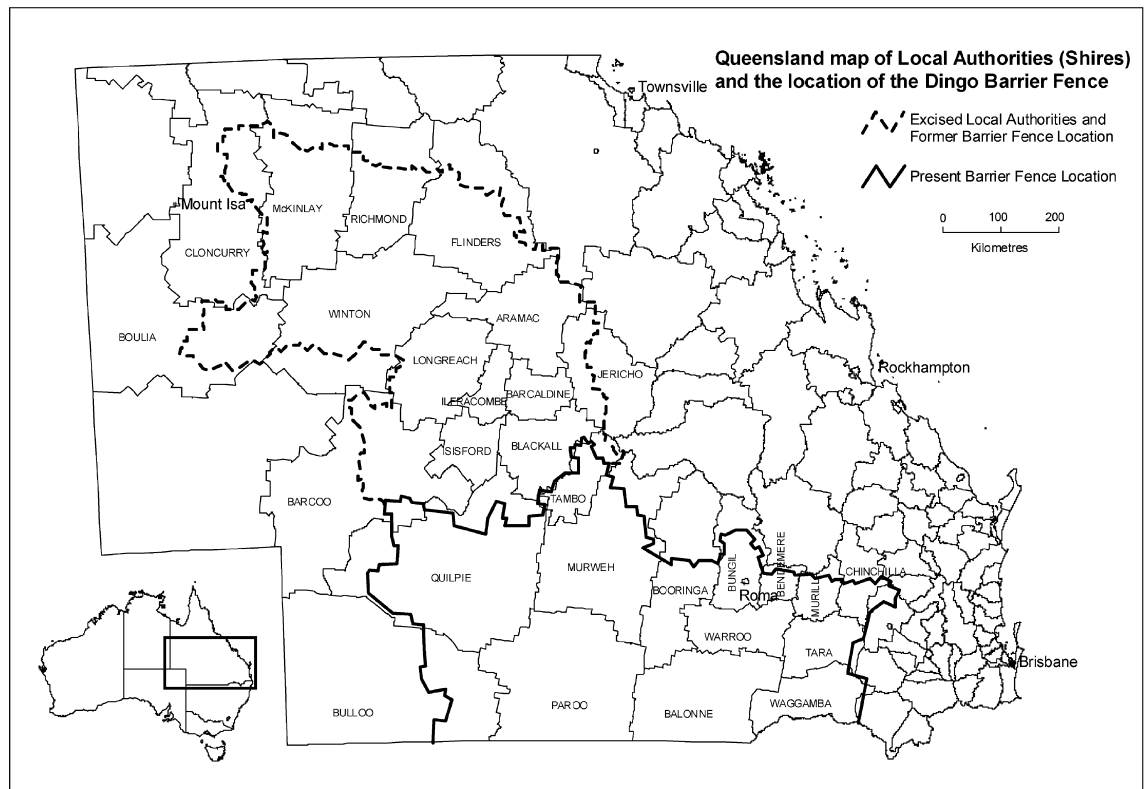 Queensland map of Local Authorities (Shires)
and the location of the Dingo Barrier Fence
Townsville
Excised Local Authorities and
Former Barrier Fence Location
Present Barrier Fence Location
0 100 200
Kilometres
Mount Isa
McKINLAY
RICHMOND
FLINDERS
CLONCURRY
WINTON
ARAMAC
BOULIA
LONGREACH
JERICHO
Rockhampton
ILFRACOMBE
BARCALDINE
ISISFORD
BLACKALL
BARCOO
TAMBO
QUILPIE
MURWEH
BOORINGA
BUNGIL
BENDEMERE
CHINCHILLA
Roma
MURILLA
WARROO
TARA
Brisbane
BULLOO
PAROO
BALONNE
WAGGAMBA